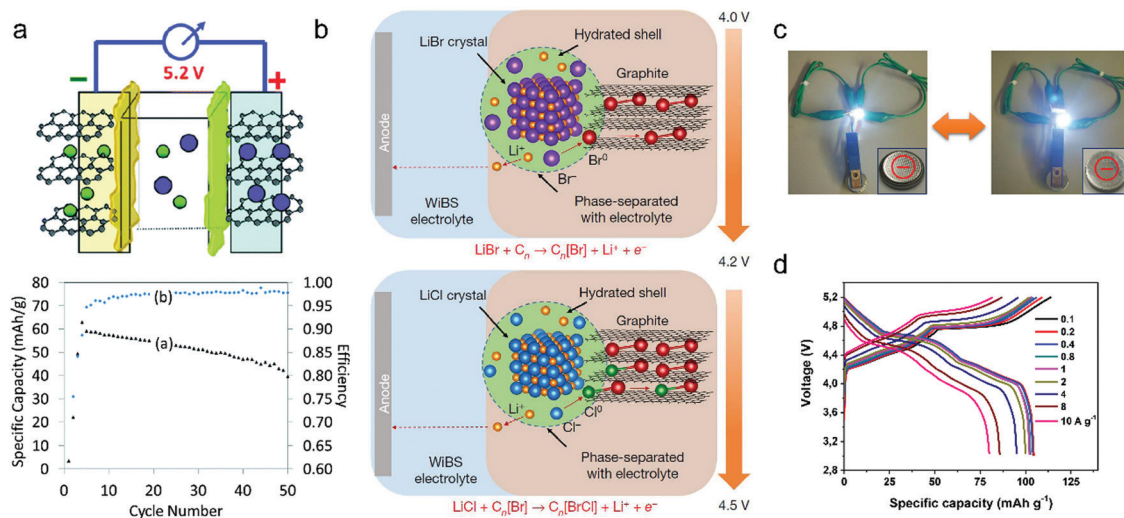 a
−
5.2 V
+
80
70
60
50
40
30
20
10
0
Specific Capacity (mAh/g)
(b)
(a)
1.00
0.95
0.90
0.85
0.80
0.75
0.70
0.65
0.60
Efficiency
0
10
20
30
40
50
Cycle Number
b
LiBr crystal
Hydrated shell
Graphite
Anode
Li⁺
Br⁻
Br⁰
WiBS
electrolyte
Phase-separated
with electrolyte
LiBr + Cₙ → Cₙ[Br] + Li⁺ + e⁻
4.0 V
4.2 V
LiCl crystal
Hydrated shell
Graphite
Anode
Li⁺
Cl⁻
Cl⁰
WiBS
electrolyte
Phase-separated
with electrolyte
LiCl + Cₙ[Br] → Cₙ[BrCl] + Li⁺ + e⁻
4.5 V
c
d
5,2
4,8
4,4
4,0
3,6
3,2
2,8
Voltage (V)
0.1
0.2
0.4
0.8
1
2
4
8
10 A g⁻¹
0
30
60
90
120
Specific capacity (mAh g⁻¹)